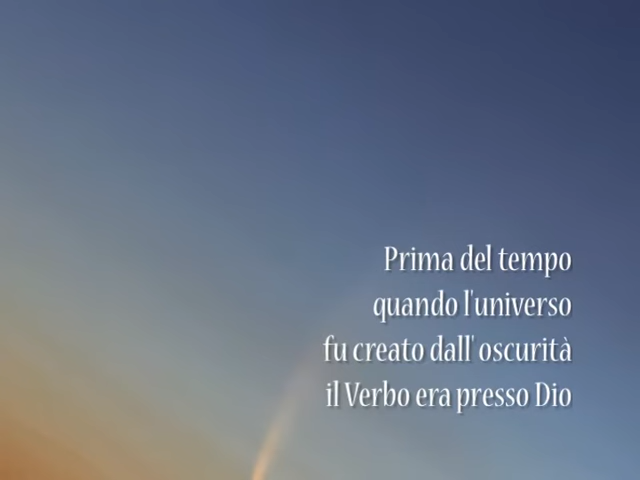 Prima del tempo
quando l'universo
fu creato dall' oscurità
il Verbo era presso Dio